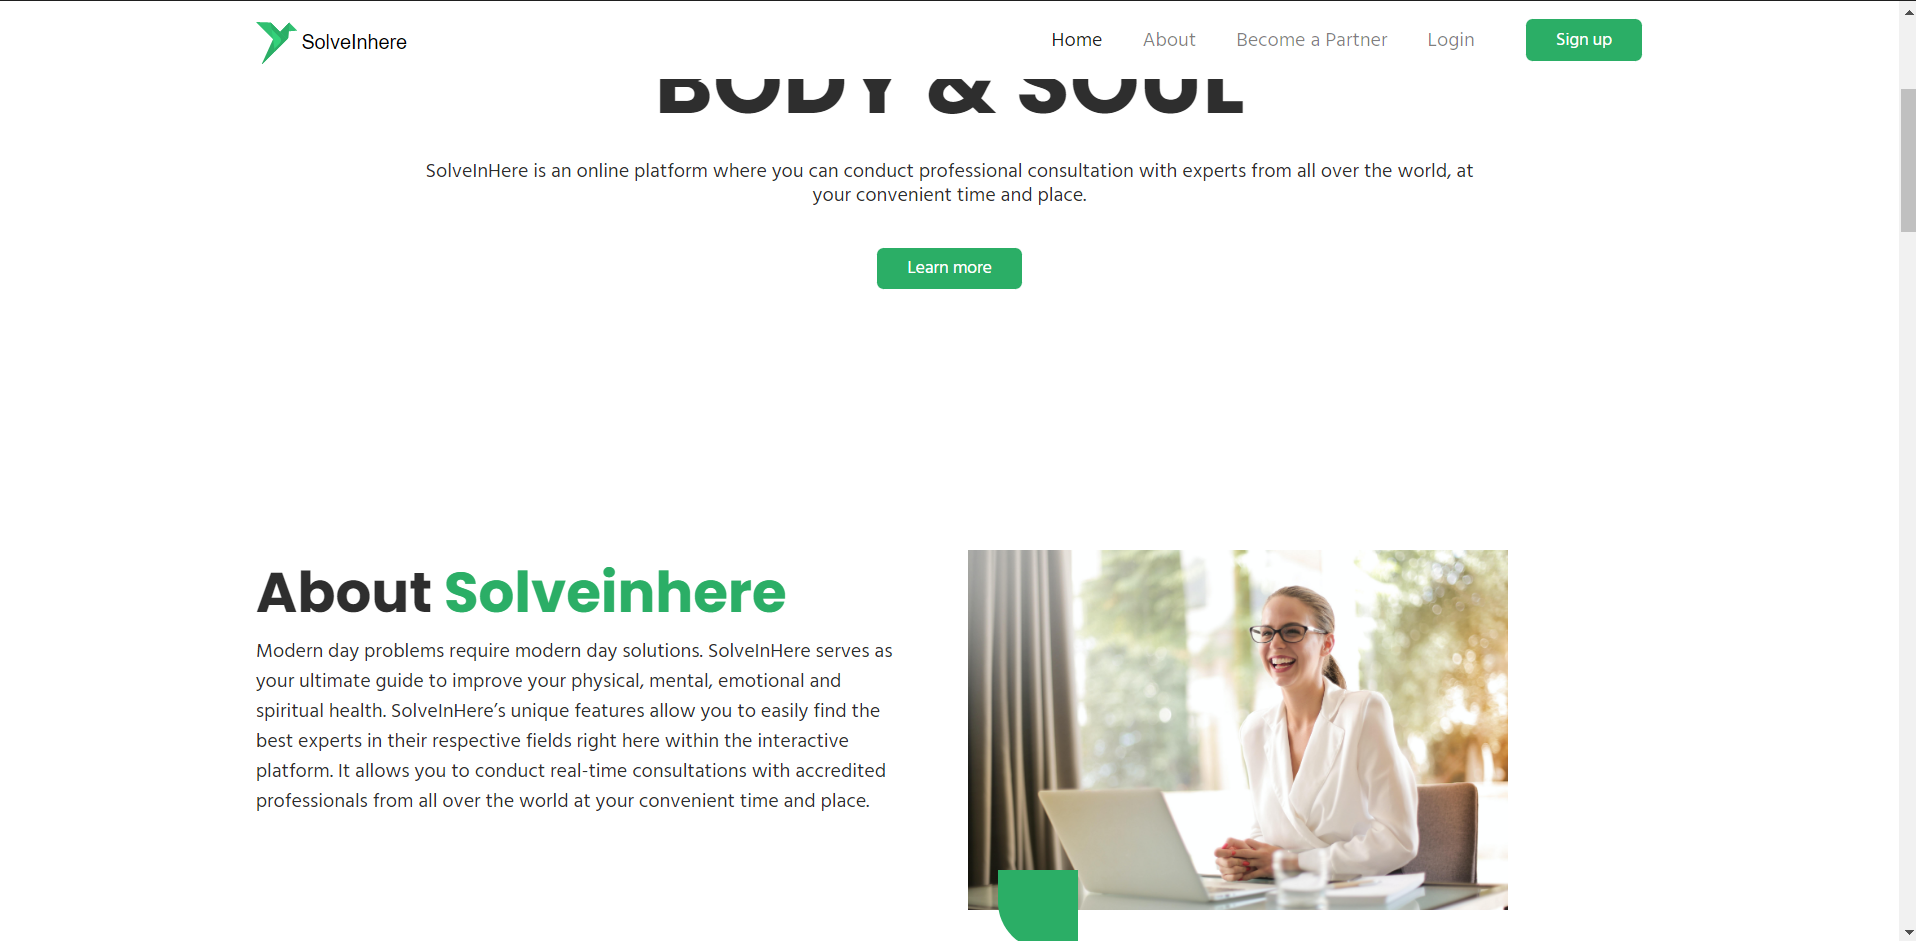 SolveInhere
Home About Become a Partner Login Sign up
BODY & SOUL
SolveInHere is an online platform where you can conduct professional consultation with experts from all over the world, at
your convenient time and place.
Learn more
About Solveinhere
Modern day problems require modern day solutions. SolveInHere serves as
your ultimate guide to improve your physical, mental, emotional and
spiritual health. SolveInHere’s unique features allow you to easily find the
best experts in their respective fields right here within the interactive
platform. It allows you to conduct real-time consultations with accredited
professionals from all over the world at your convenient time and place.